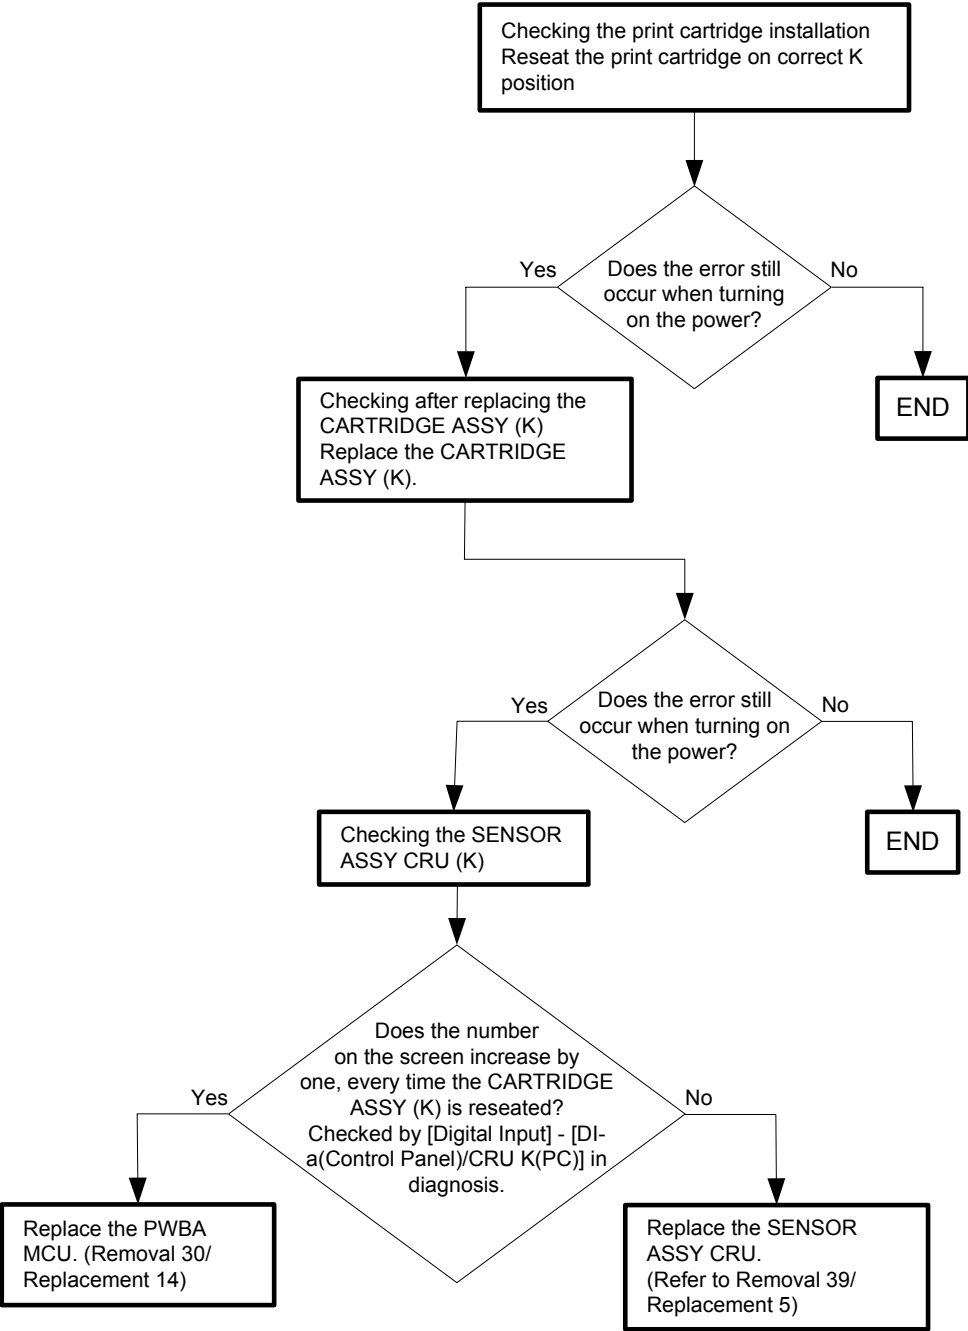 Checking the print cartridge installation
Reseat the print cartridge on correct K
position
Does the error still
occur when turning
on the power?
Yes
No
Checking after replacing the
CARTRIDGE ASSY (K)
Replace the CARTRIDGE
ASSY (K).
END
Does the error still
occur when turning on
the power?
Yes
No
Checking the SENSOR
ASSY CRU (K)
END
Does the number
on the screen increase by
one, every time the CARTRIDGE
ASSY (K) is reseated?
Checked by [Digital Input] - [DI-
a(Control Panel)/CRU K(PC)] in
diagnosis.
Yes
No
Replace the PWBA
MCU. (Removal 30/
Replacement 14)
Replace the SENSOR
ASSY CRU.
(Refer to Removal 39/
Replacement 5)